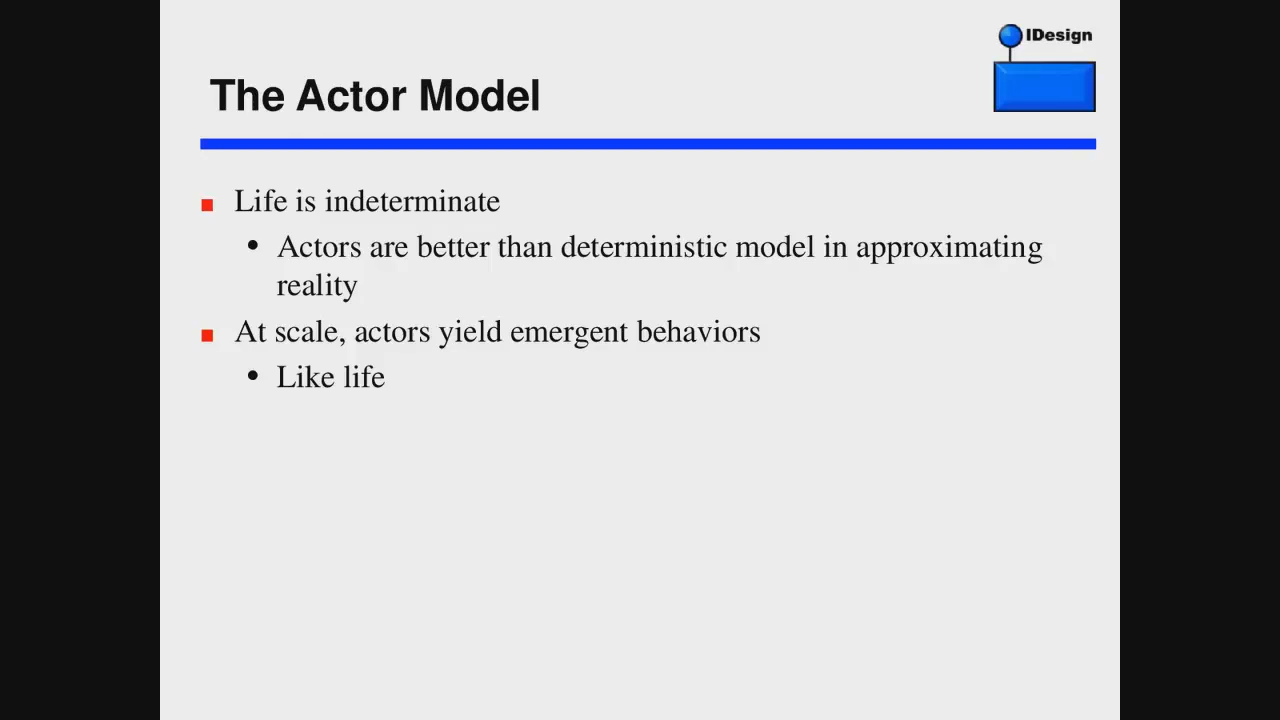 IDesign
The Actor Model
Life is indeterminate
Actors are better than deterministic model in approximating
reality
At scale, actors yield emergent behaviors
Like life